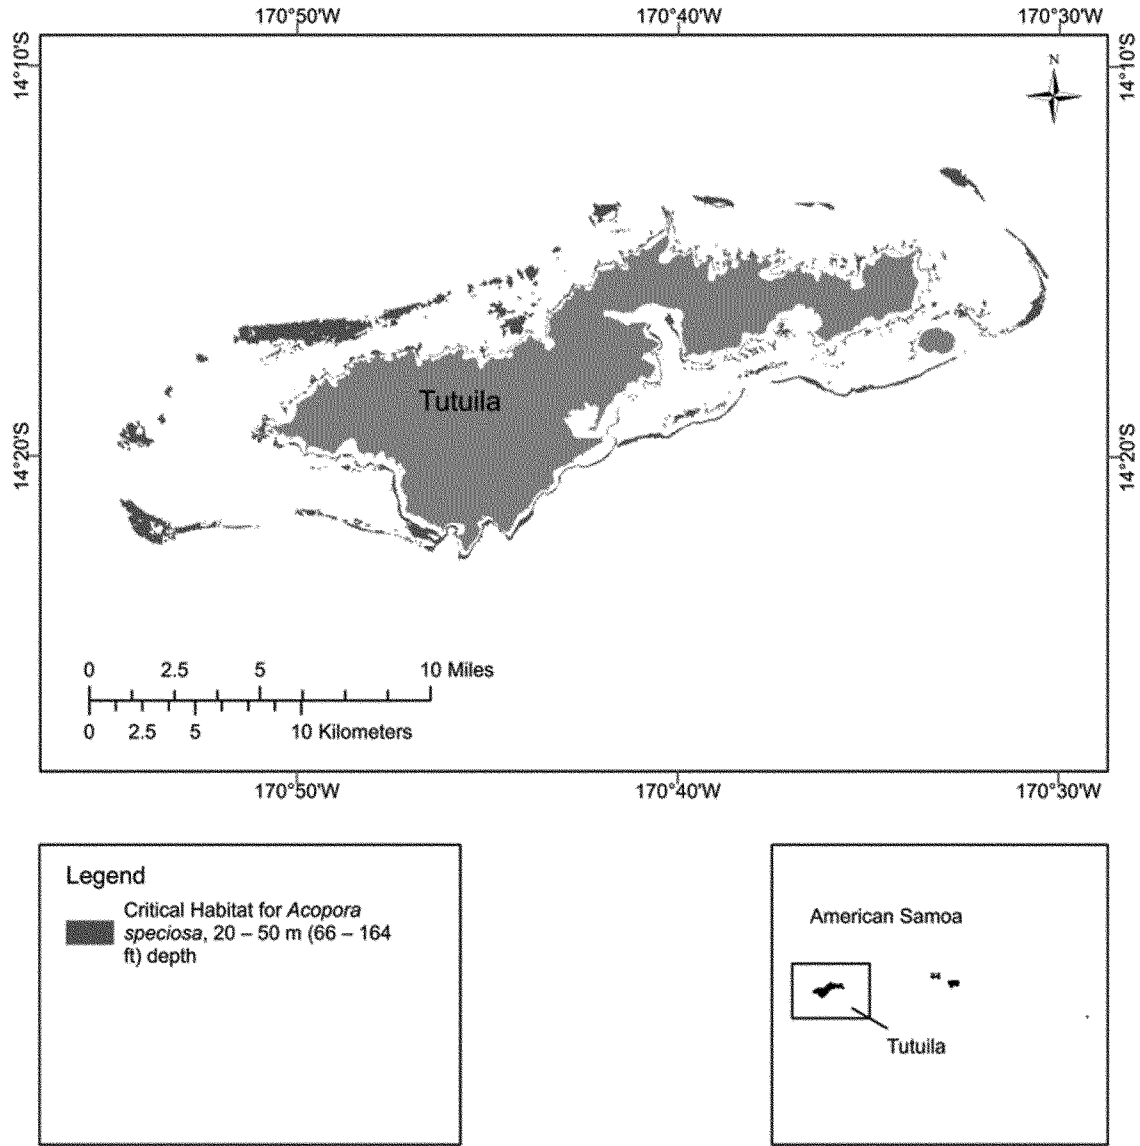 170°50'W 170°40'W 170°30'W
14°10'S 14°10'S
N
Tutuila
14°20'S 14°20'S
0 2.5 5 10 Miles
0 2.5 5 10 Kilometers
170°50'W 170°40'W 170°30'W
Legend
Critical Habitat for Acopora
speciosa, 20 – 50 m (66 – 164
ft) depth
American Samoa
Tutuila